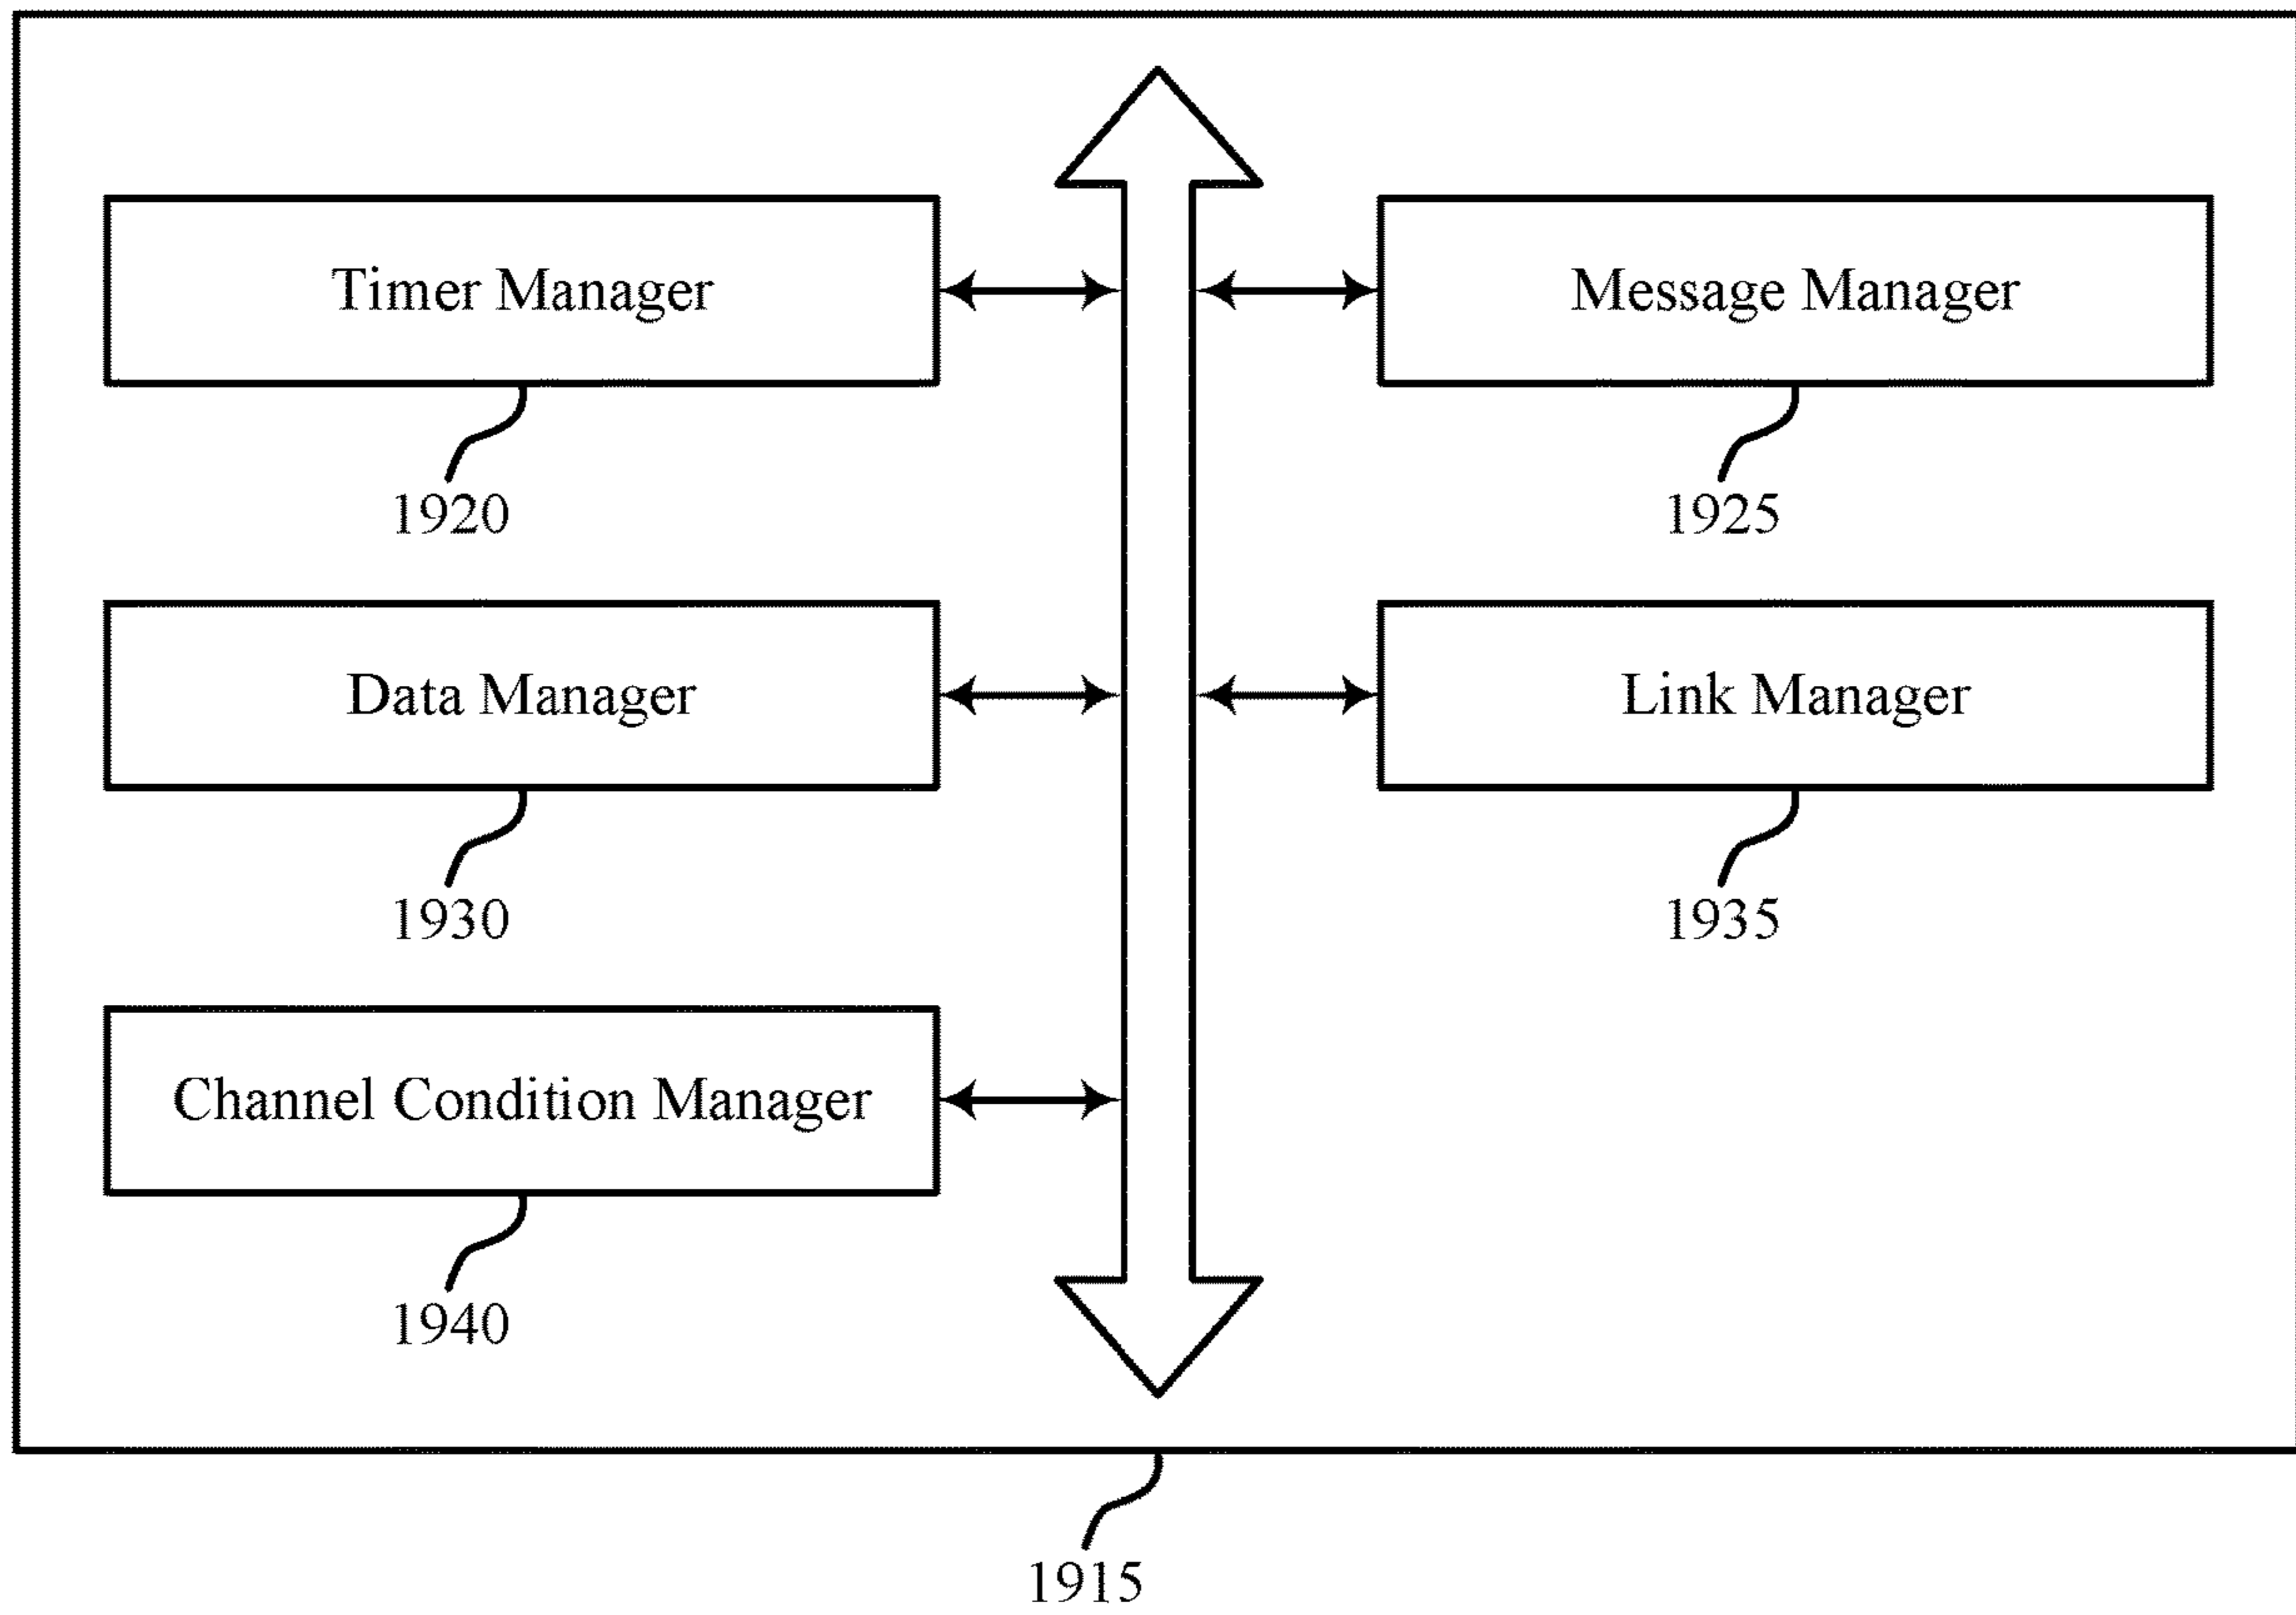 Timer Manager
Message Manager
1920
1925
Data Manager
Link Manager
1930
1935
Channel Condition Manager
1940
1915